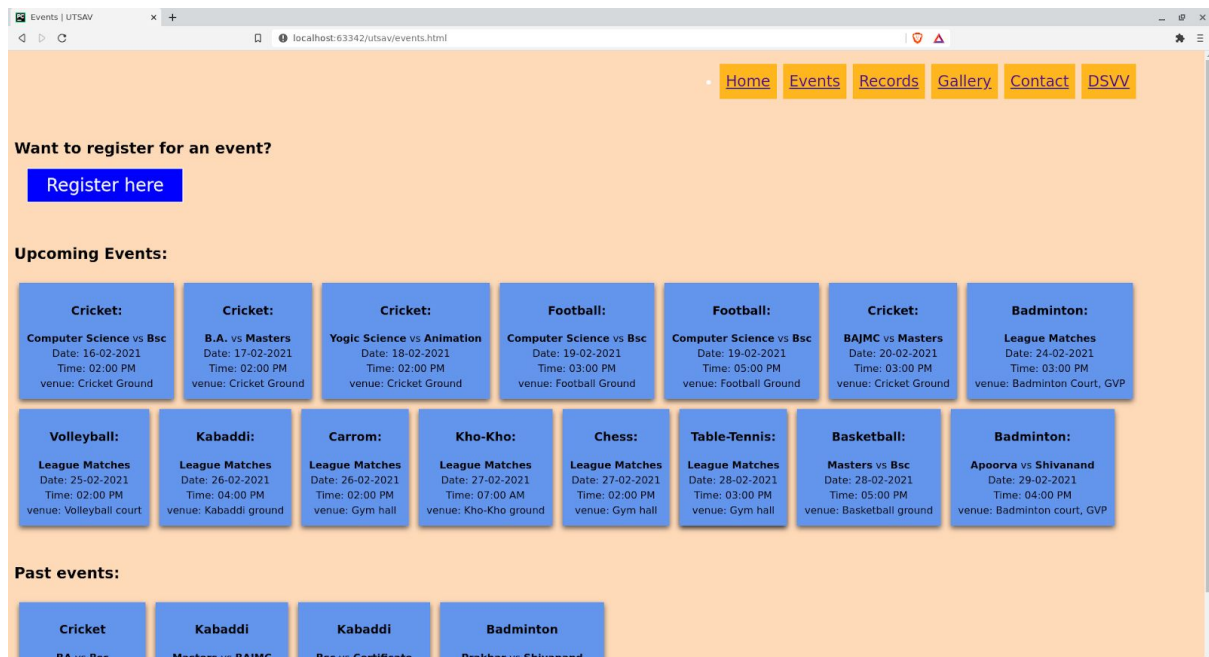 Events | UTSAV
localhost:63342/utsav/events.html
Home Events Records Gallery Contact DSVV
Want to register for an event?
Register here
Upcoming Events:
Cricket:
Computer Science vs Bsc
Date: 16-02-2021
Time: 02:00 PM
venue: Cricket Ground
Cricket:
B.A. vs Masters
Date: 17-02-2021
Time: 02:00 PM
venue: Cricket Ground
Cricket:
Yogic Science vs Animation
Date: 18-02-2021
Time: 02:00 PM
venue: Cricket Ground
Football:
Computer Science vs Bsc
Date: 19-02-2021
Time: 03:00 PM
venue: Football Ground
Football:
Computer Science vs Bsc
Date: 19-02-2021
Time: 05:00 PM
venue: Football Ground
Cricket:
BAJMC vs Masters
Date: 20-02-2021
Time: 03:00 PM
venue: Cricket Ground
Badminton:
League Matches
Date: 24-02-2021
Time: 03:00 PM
venue: Badminton Court, GVP
Volleyball:
League Matches
Date: 25-02-2021
Time: 02:00 PM
venue: Volleyball court
Kabaddi:
League Matches
Date: 26-02-2021
Time: 04:00 PM
venue: Kabaddi ground
Carrom:
League Matches
Date: 26-02-2021
Time: 02:00 PM
venue: Gym hall
Kho-Kho:
League Matches
Date: 27-02-2021
Time: 07:00 AM
venue: Kho-Kho ground
Chess:
League Matches
Date: 27-02-2021
Time: 02:00 PM
venue: Gym hall
Table-Tennis:
League Matches
Date: 28-02-2021
Time: 03:00 PM
venue: Gym hall
Basketball:
Masters vs Bsc
Date: 28-02-2021
Time: 05:00 PM
venue: Basketball ground
Badminton:
Apoorva vs Shivanand
Date: 29-02-2021
Time: 04:00 PM
venue: Badminton court, GVP
Past events:
Cricket
BA vs Bsc
Kabaddi
Masters vs BAJMC
Kabaddi
Bsc vs Certificate
Badminton
Prakhar vs Shivanand